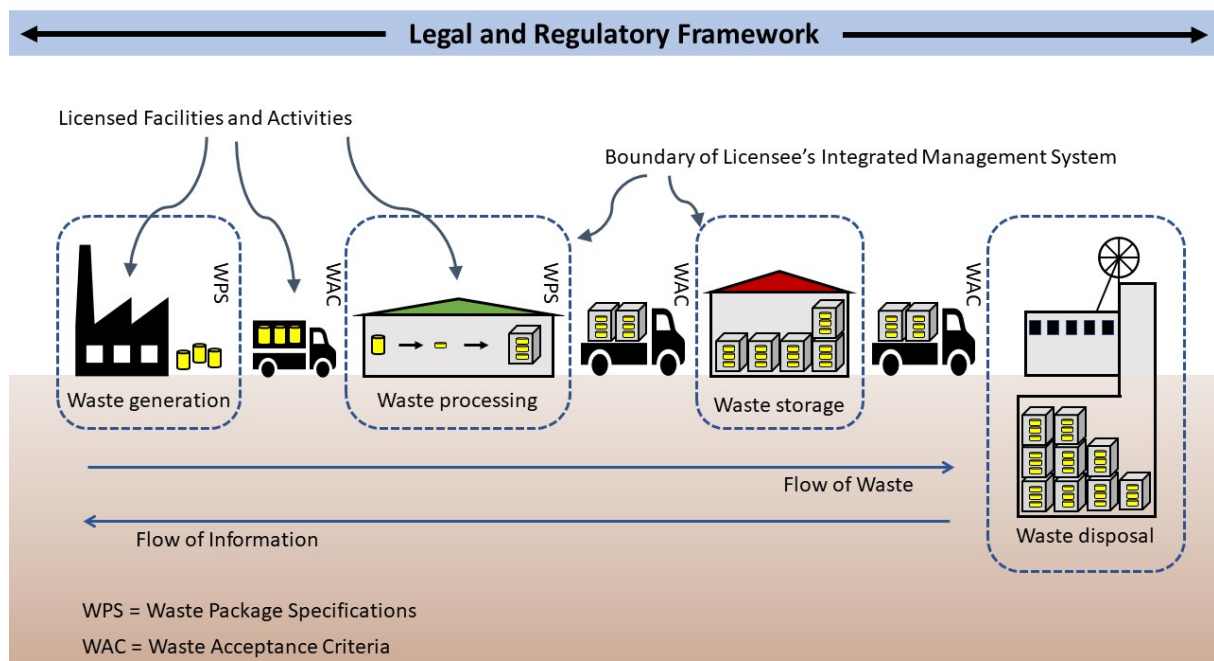 Legal and Regulatory Framework
Licensed Facilities and Activities
Boundary of Licensee's Integrated Management System
WPS
WAC
WPS
WAC
WAC
Waste generation
Waste processing
Waste storage
Flow of Waste
Flow of Information
Waste disposal
WPS = Waste Package Specifications
WAC = Waste Acceptance Criteria